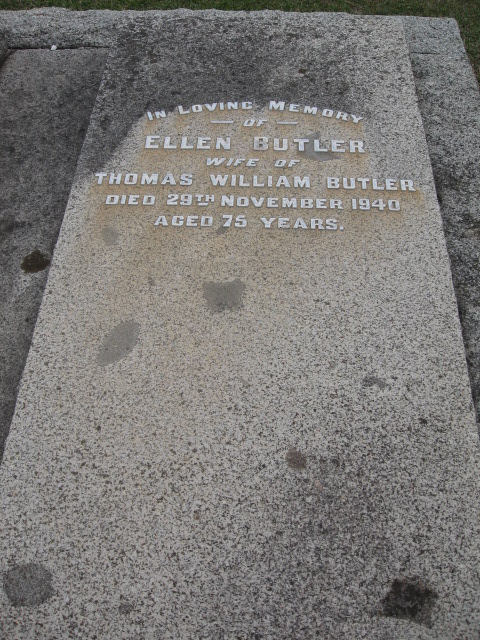 IN LOVING MEMORY
— OF —
ELLEN BUTLER
WIFE OF
THOMAS WILLIAM BUTLER
DIED 29TH NOVEMBER 1940
AGED 75 YEARS.